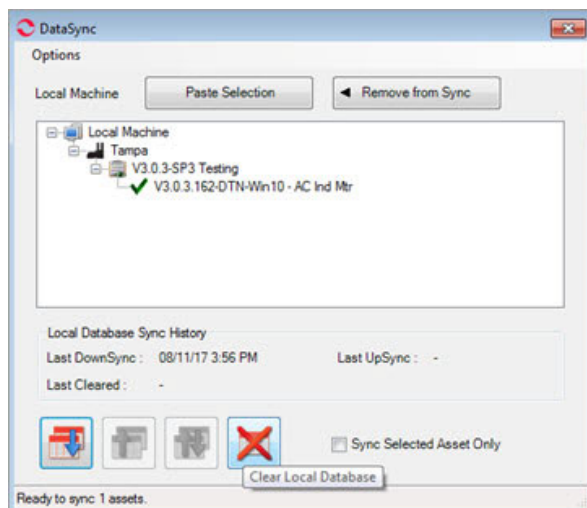 DataSync
Options
Local Machine
Paste Selection
Remove from Sync
Local Machine
Tampa
V3.0.3-SP3 Testing
V3.0.3.162-DTN-Win10 - AC Ind Mtr
Local Database Sync History
Last DownSync : 08/11/17 3:56 PM Last UpSync : -
Last Cleared : -
Sync Selected Asset Only
Clear Local Database
Ready to sync 1 assets.